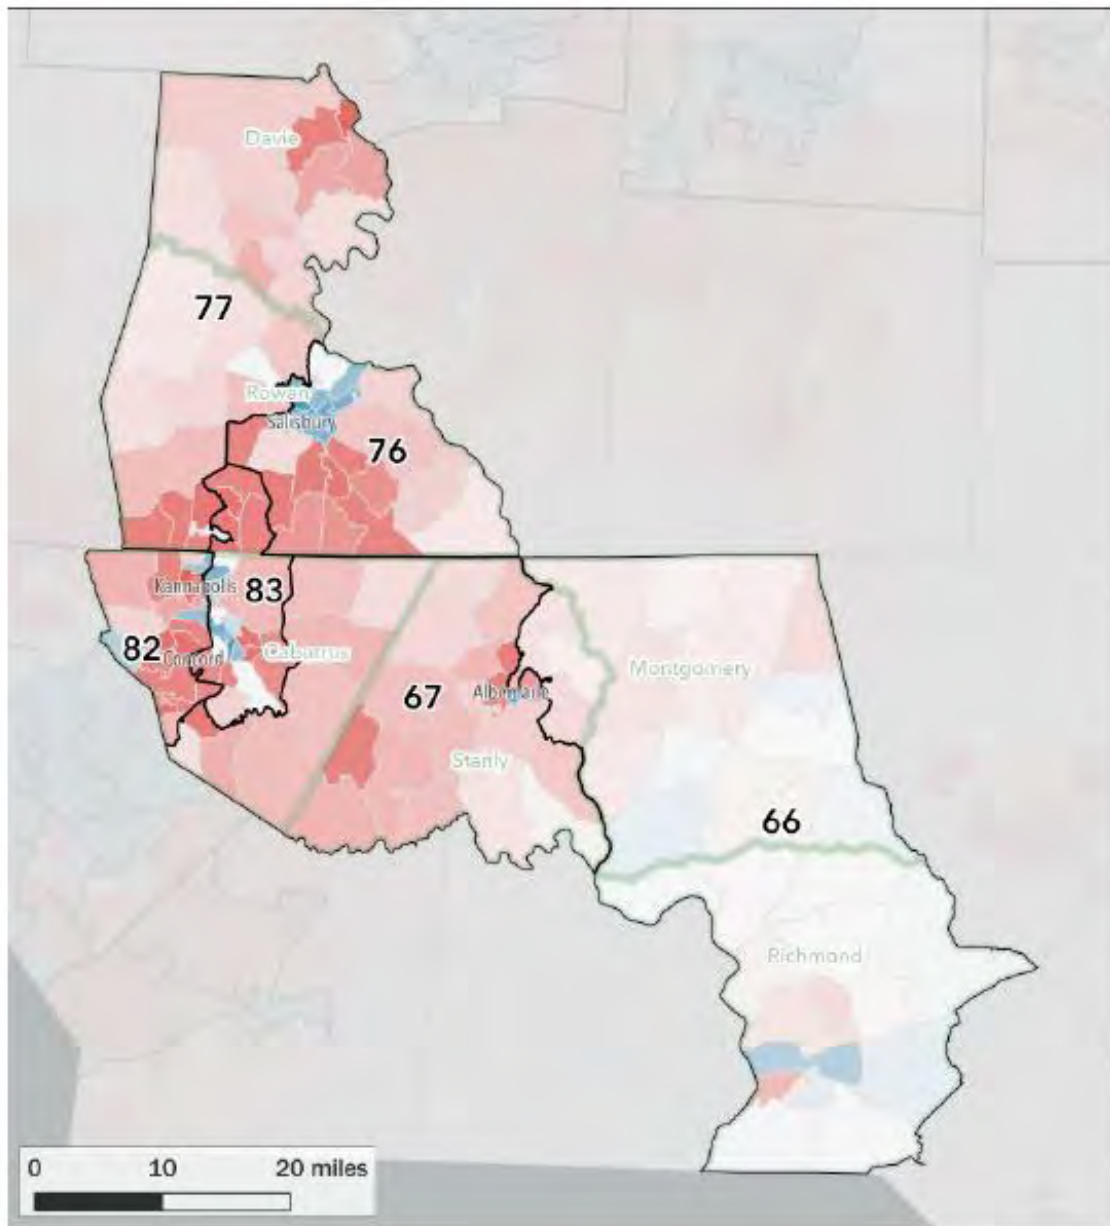 Davie
77
Rowan
Salisbury
76
Kannapolis
83
82
Concord
Cabarrus
Montgomery
67
Albemarle
Stanly
66
Richmond
0 10 20 miles